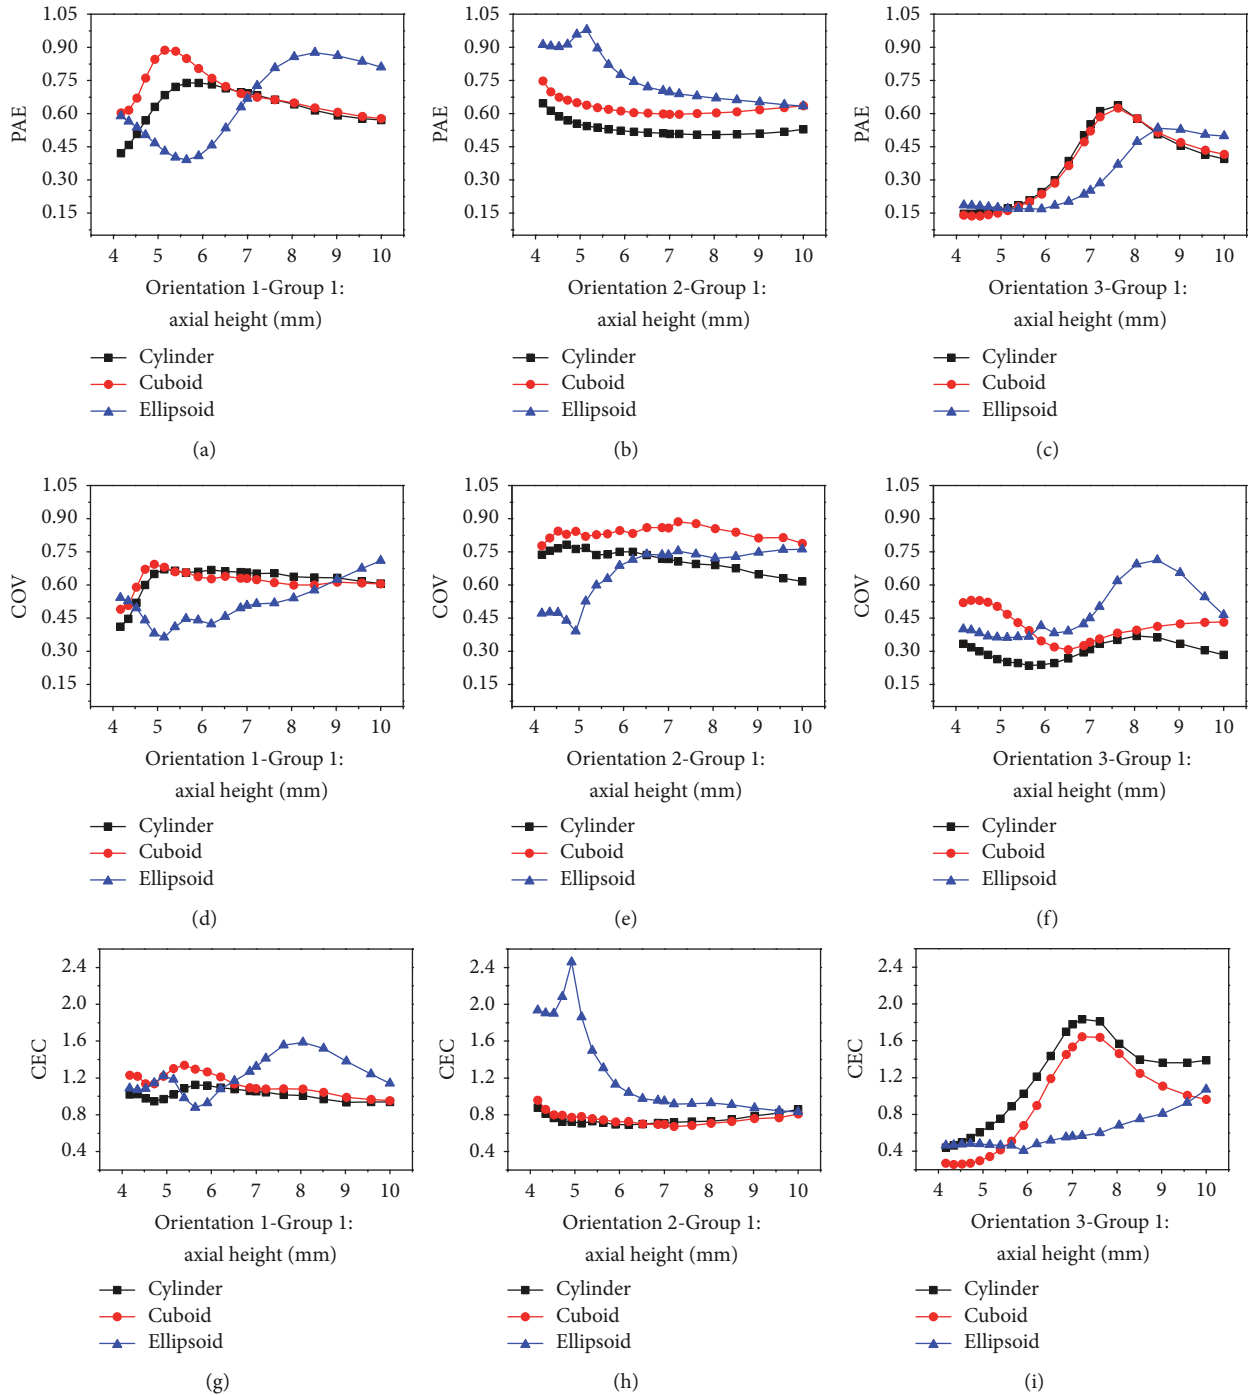 1.05
0.90
0.75
0.60
0.45
0.30
0.15
PAE
4 5 6 7 8 9 10
Orientation 1-Group 1:
axial height (mm)
Cylinder
Cuboid
Ellipsoid
(a)
1.05
0.90
0.75
0.60
0.45
0.30
0.15
PAE
4 5 6 7 8 9 10
Orientation 2-Group 1:
axial height (mm)
Cylinder
Cuboid
Ellipsoid
(b)
1.05
0.90
0.75
0.60
0.45
0.30
0.15
PAE
4 5 6 7 8 9 10
Orientation 3-Group 1:
axial height (mm)
Cylinder
Cuboid
Ellipsoid
(c)
1.05
0.90
0.75
0.60
0.45
0.30
0.15
COV
4 5 6 7 8 9 10
Orientation 1-Group 1:
axial height (mm)
Cylinder
Cuboid
Ellipsoid
(d)
1.05
0.90
0.75
0.60
0.45
0.30
0.15
COV
4 5 6 7 8 9 10
Orientation 2-Group 1:
axial height (mm)
Cylinder
Cuboid
Ellipsoid
(e)
1.05
0.90
0.75
0.60
0.45
0.30
0.15
COV
4 5 6 7 8 9 10
Orientation 3-Group 1:
axial height (mm)
Cylinder
Cuboid
Ellipsoid
(f)
2.4
2.0
1.6
1.2
0.8
0.4
CEC
4 5 6 7 8 9 10
Orientation 1-Group 1:
axial height (mm)
Cylinder
Cuboid
Ellipsoid
(g)
2.4
2.0
1.6
1.2
0.8
0.4
CEC
4 5 6 7 8 9 10
Orientation 2-Group 1:
axial height (mm)
Cylinder
Cuboid
Ellipsoid
(h)
2.4
2.0
1.6
1.2
0.8
0.4
CEC
4 5 6 7 8 9 10
Orientation 3-Group 1:
axial height (mm)
Cylinder
Cuboid
Ellipsoid
(i)